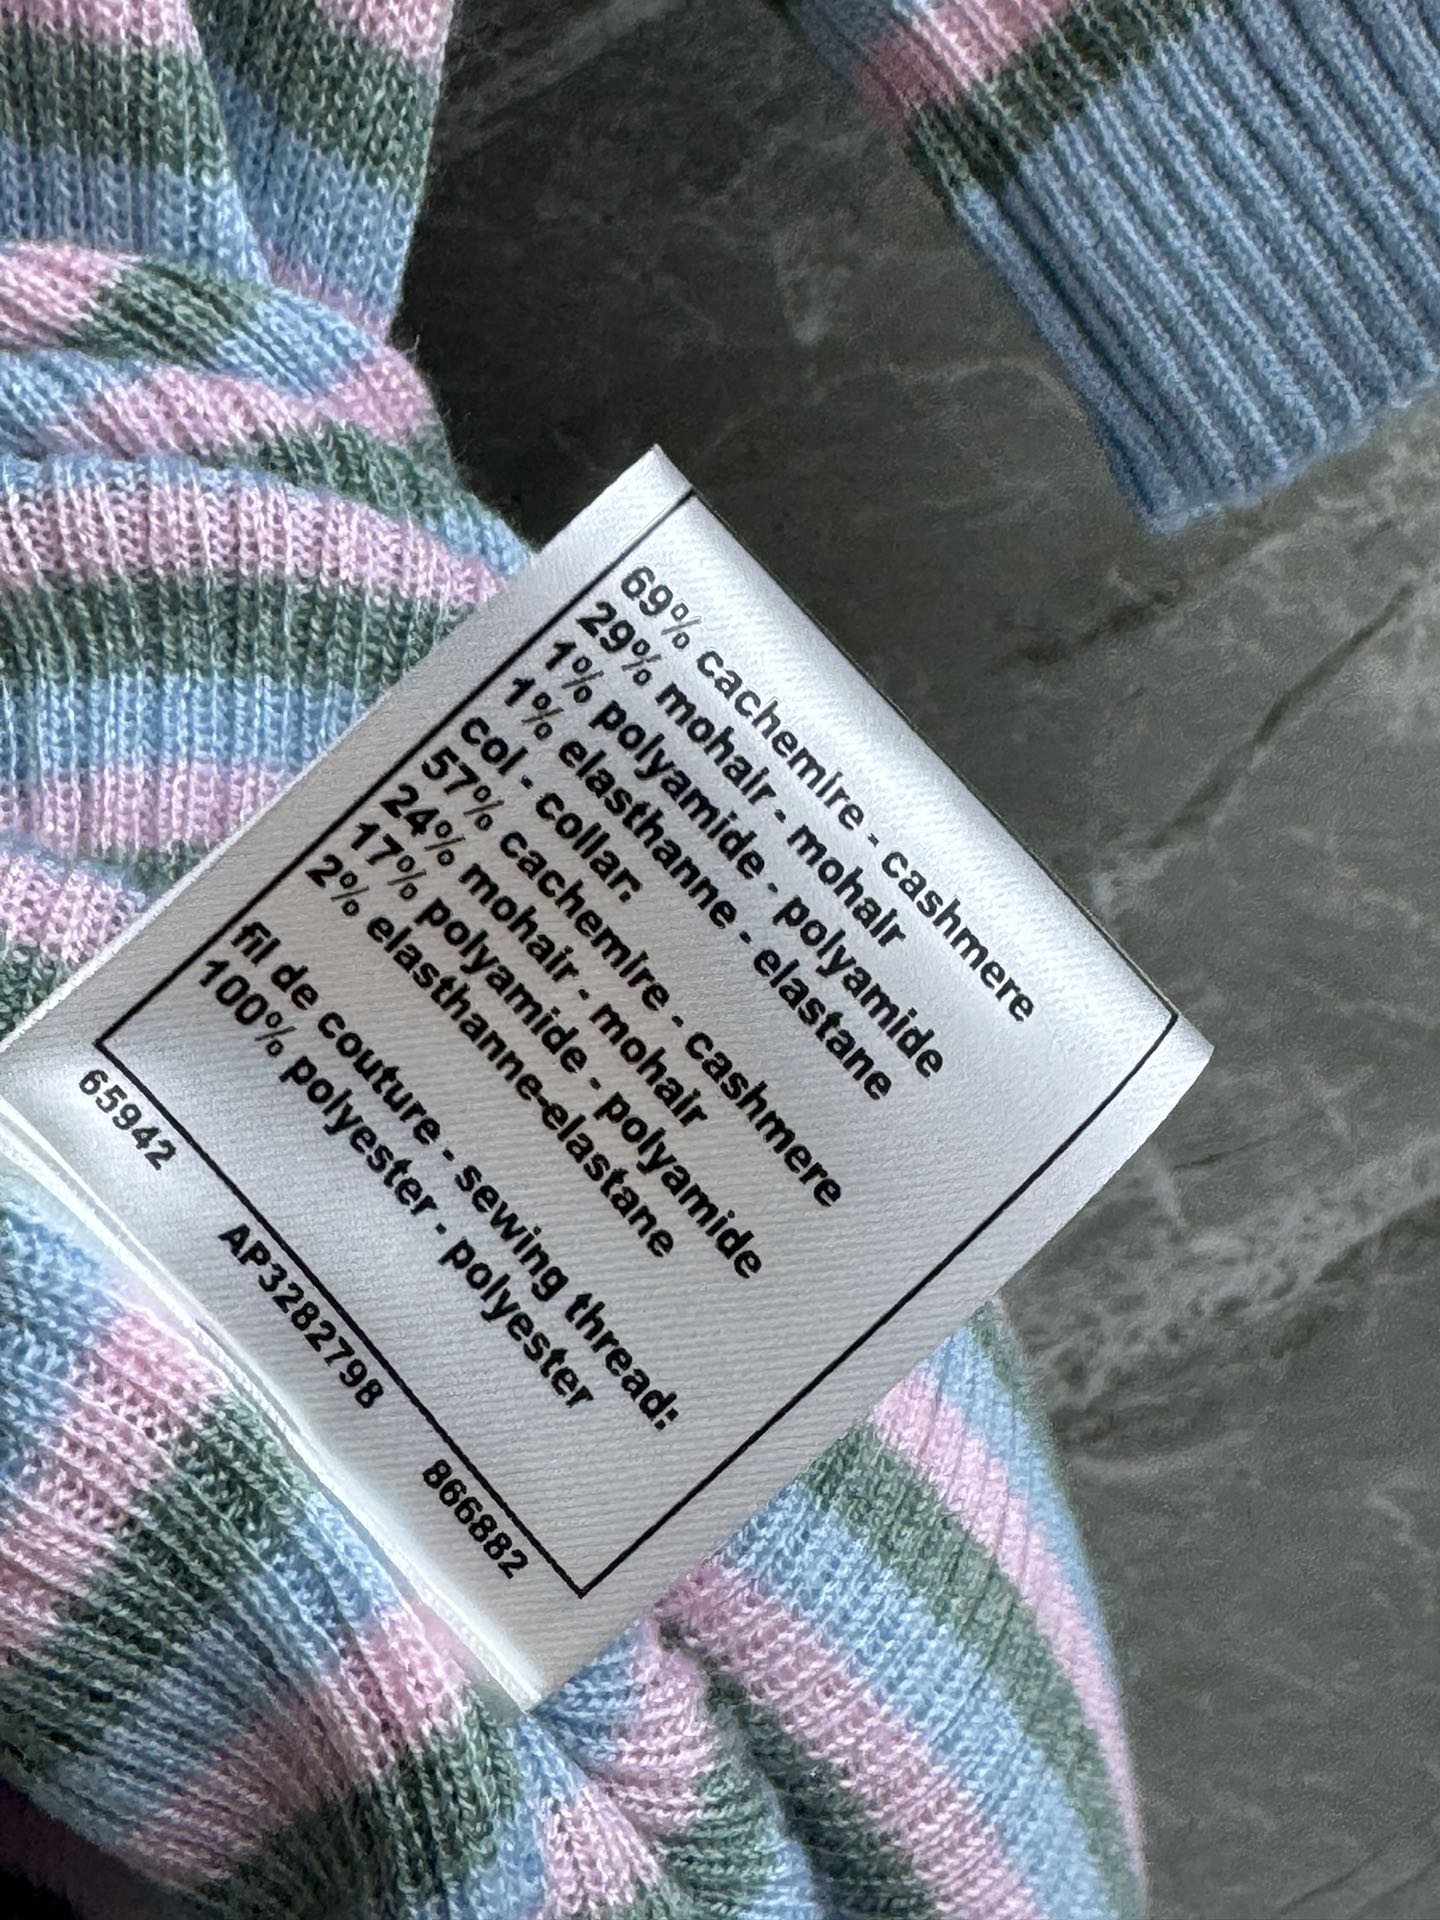 69% cachemire - cashmere
29% mohair - mohair
1% polyamide - polyamide
1% elasthanne - elastane
col - collar:
57% cachemire - cashmere
24% mohair - mohair
17% polyamide - polyamide
2% elasthanne-elastane
fil de couture - sewing thread:
100% polyester - polyester
65942 AP3282798 866882